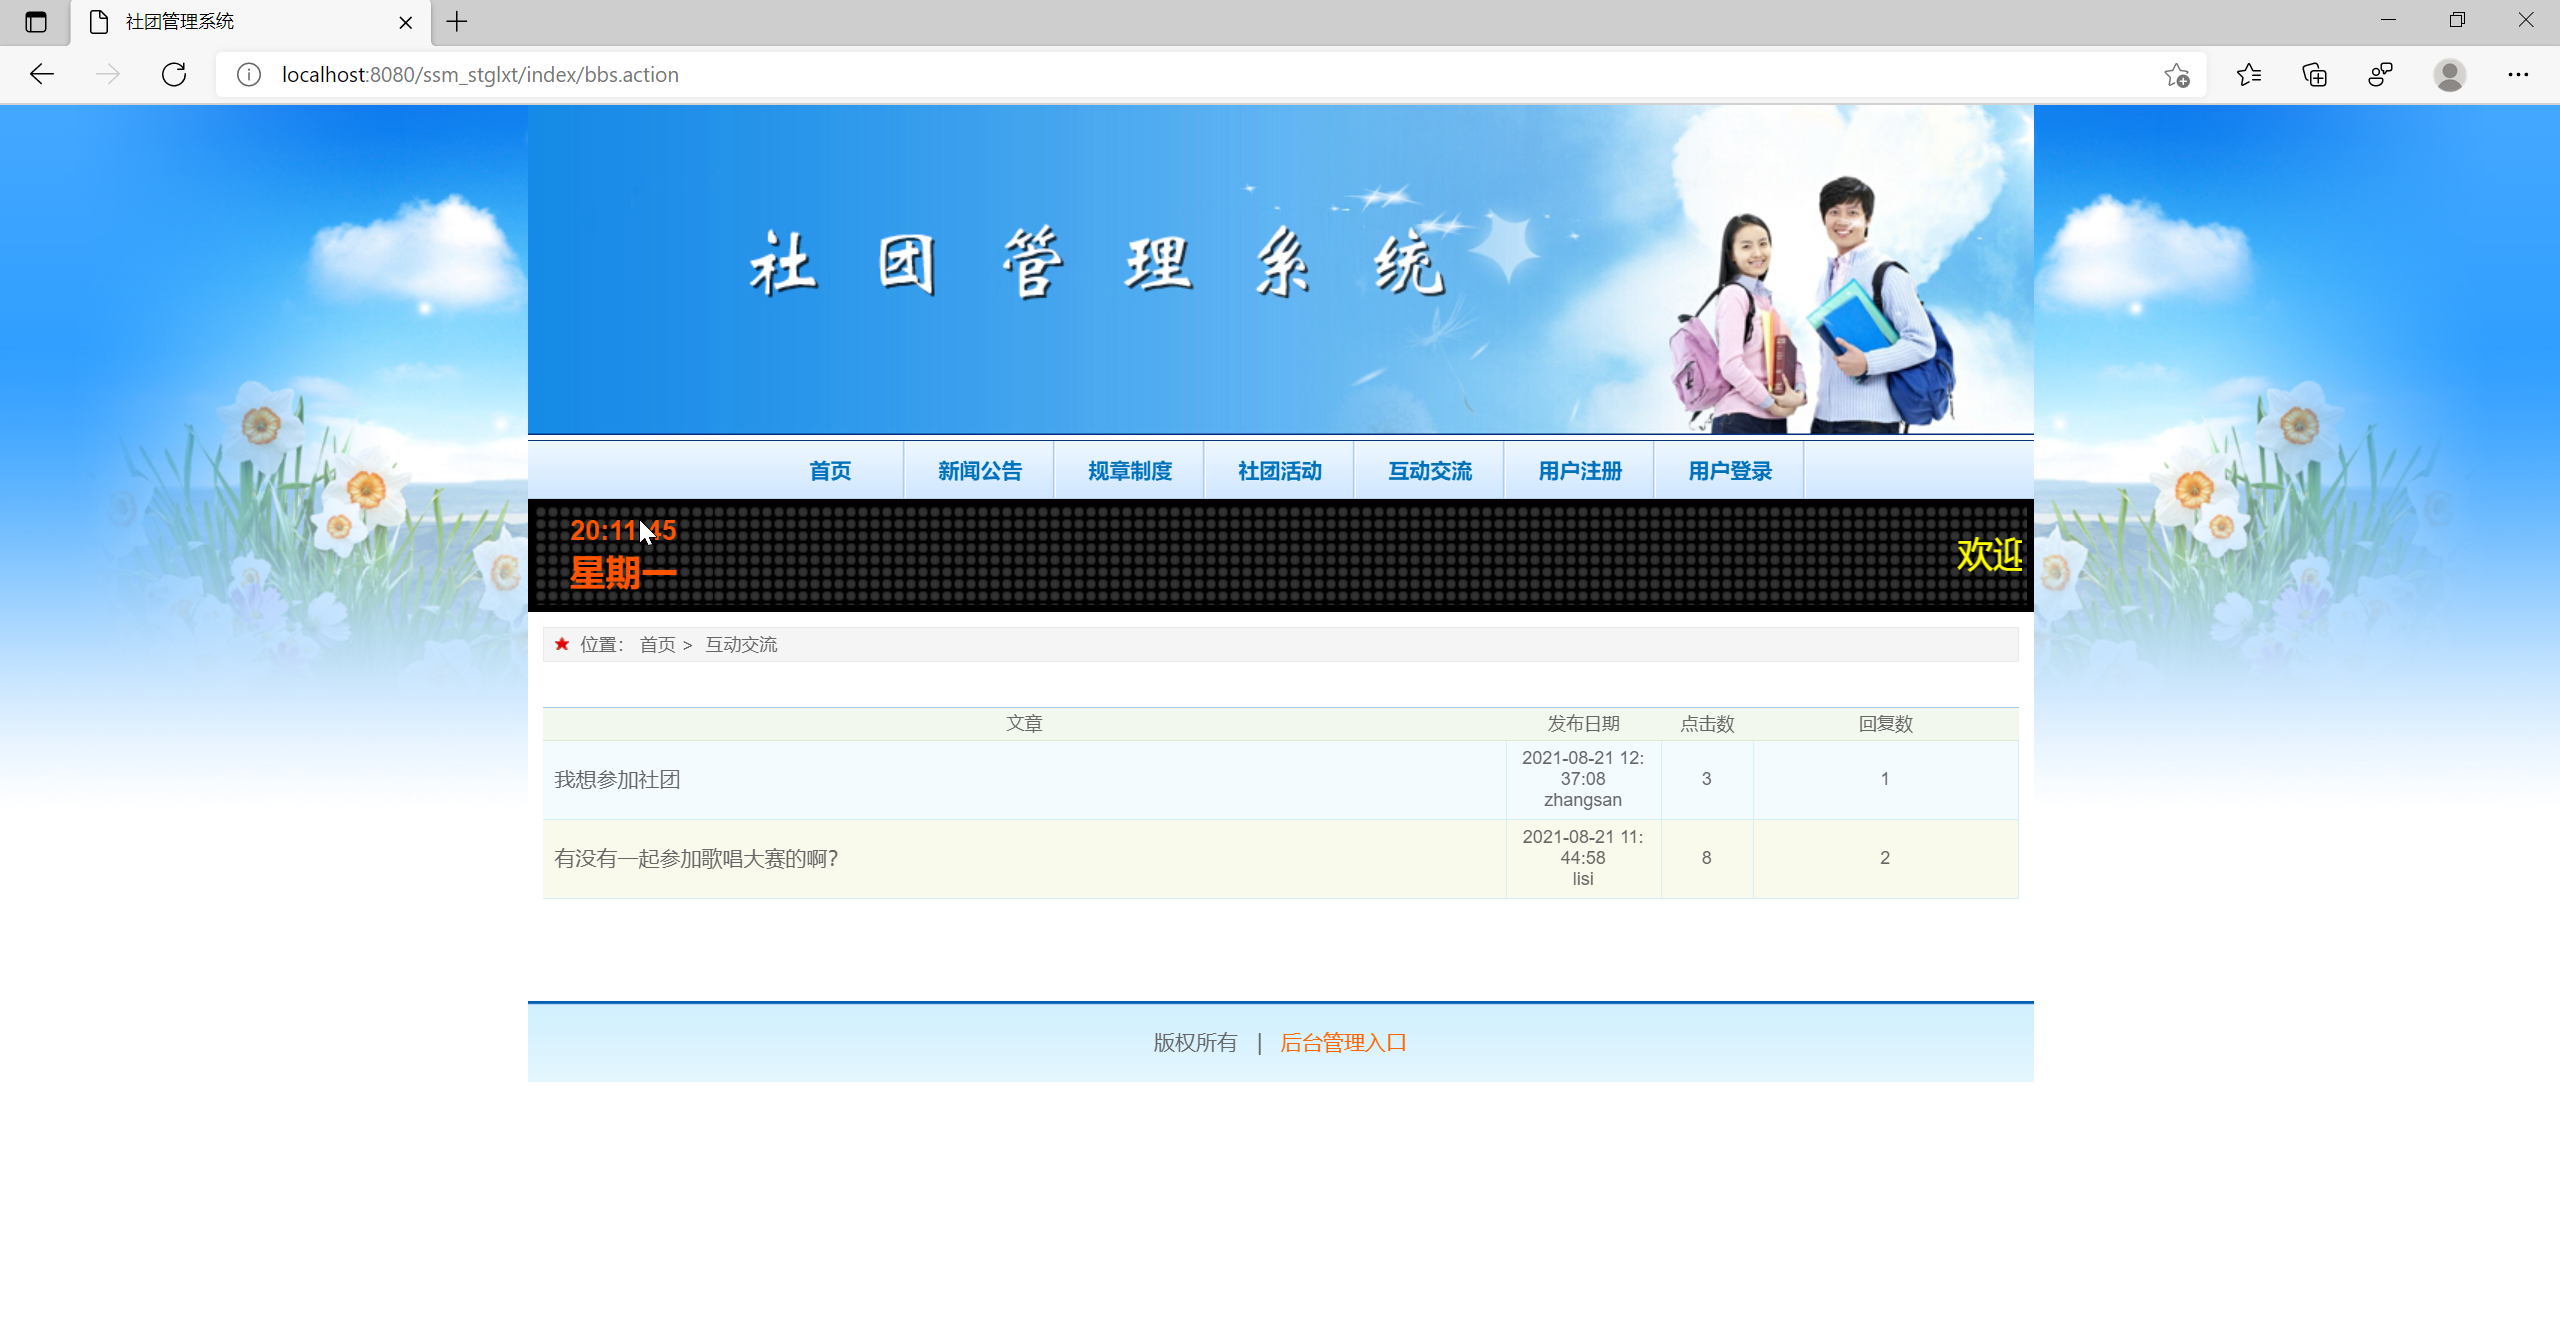 社团管理系统
localhost:8080/ssm_stglxt/index/bbs.action
社团管理系统
首页 新闻公告 规章制度 社团活动 互动交流 用户注册 用户登录
20:11:45
星期一
欢迎
位置： 首页 > 互动交流
文章 发布日期 点击数 回复数
我想参加社团 2021-08-21 12:37:08 zhangsan 3 1
有没有一起参加歌唱大赛的啊？ 2021-08-21 11:44:58 lisi 8 2
版权所有 | 后台管理入口